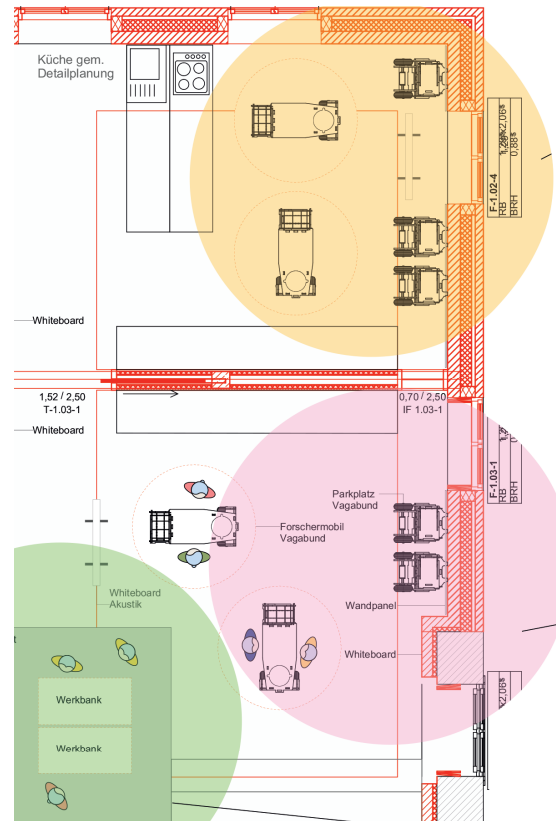 Küche gem.
Detailplanung
F-1.02-4
RB
BRH 0,88⁵
Whiteboard
1,52 / 2,50
T-1.03-1
0,70 / 2,50
IF 1.03-1
Whiteboard
F-1.03-1
RB
BRH
Parkplatz
Vagabund
Forschermobil
Vagabund
Whiteboard
Akustik
Wandpanel
Whiteboard
t
Werkbank
Werkbank